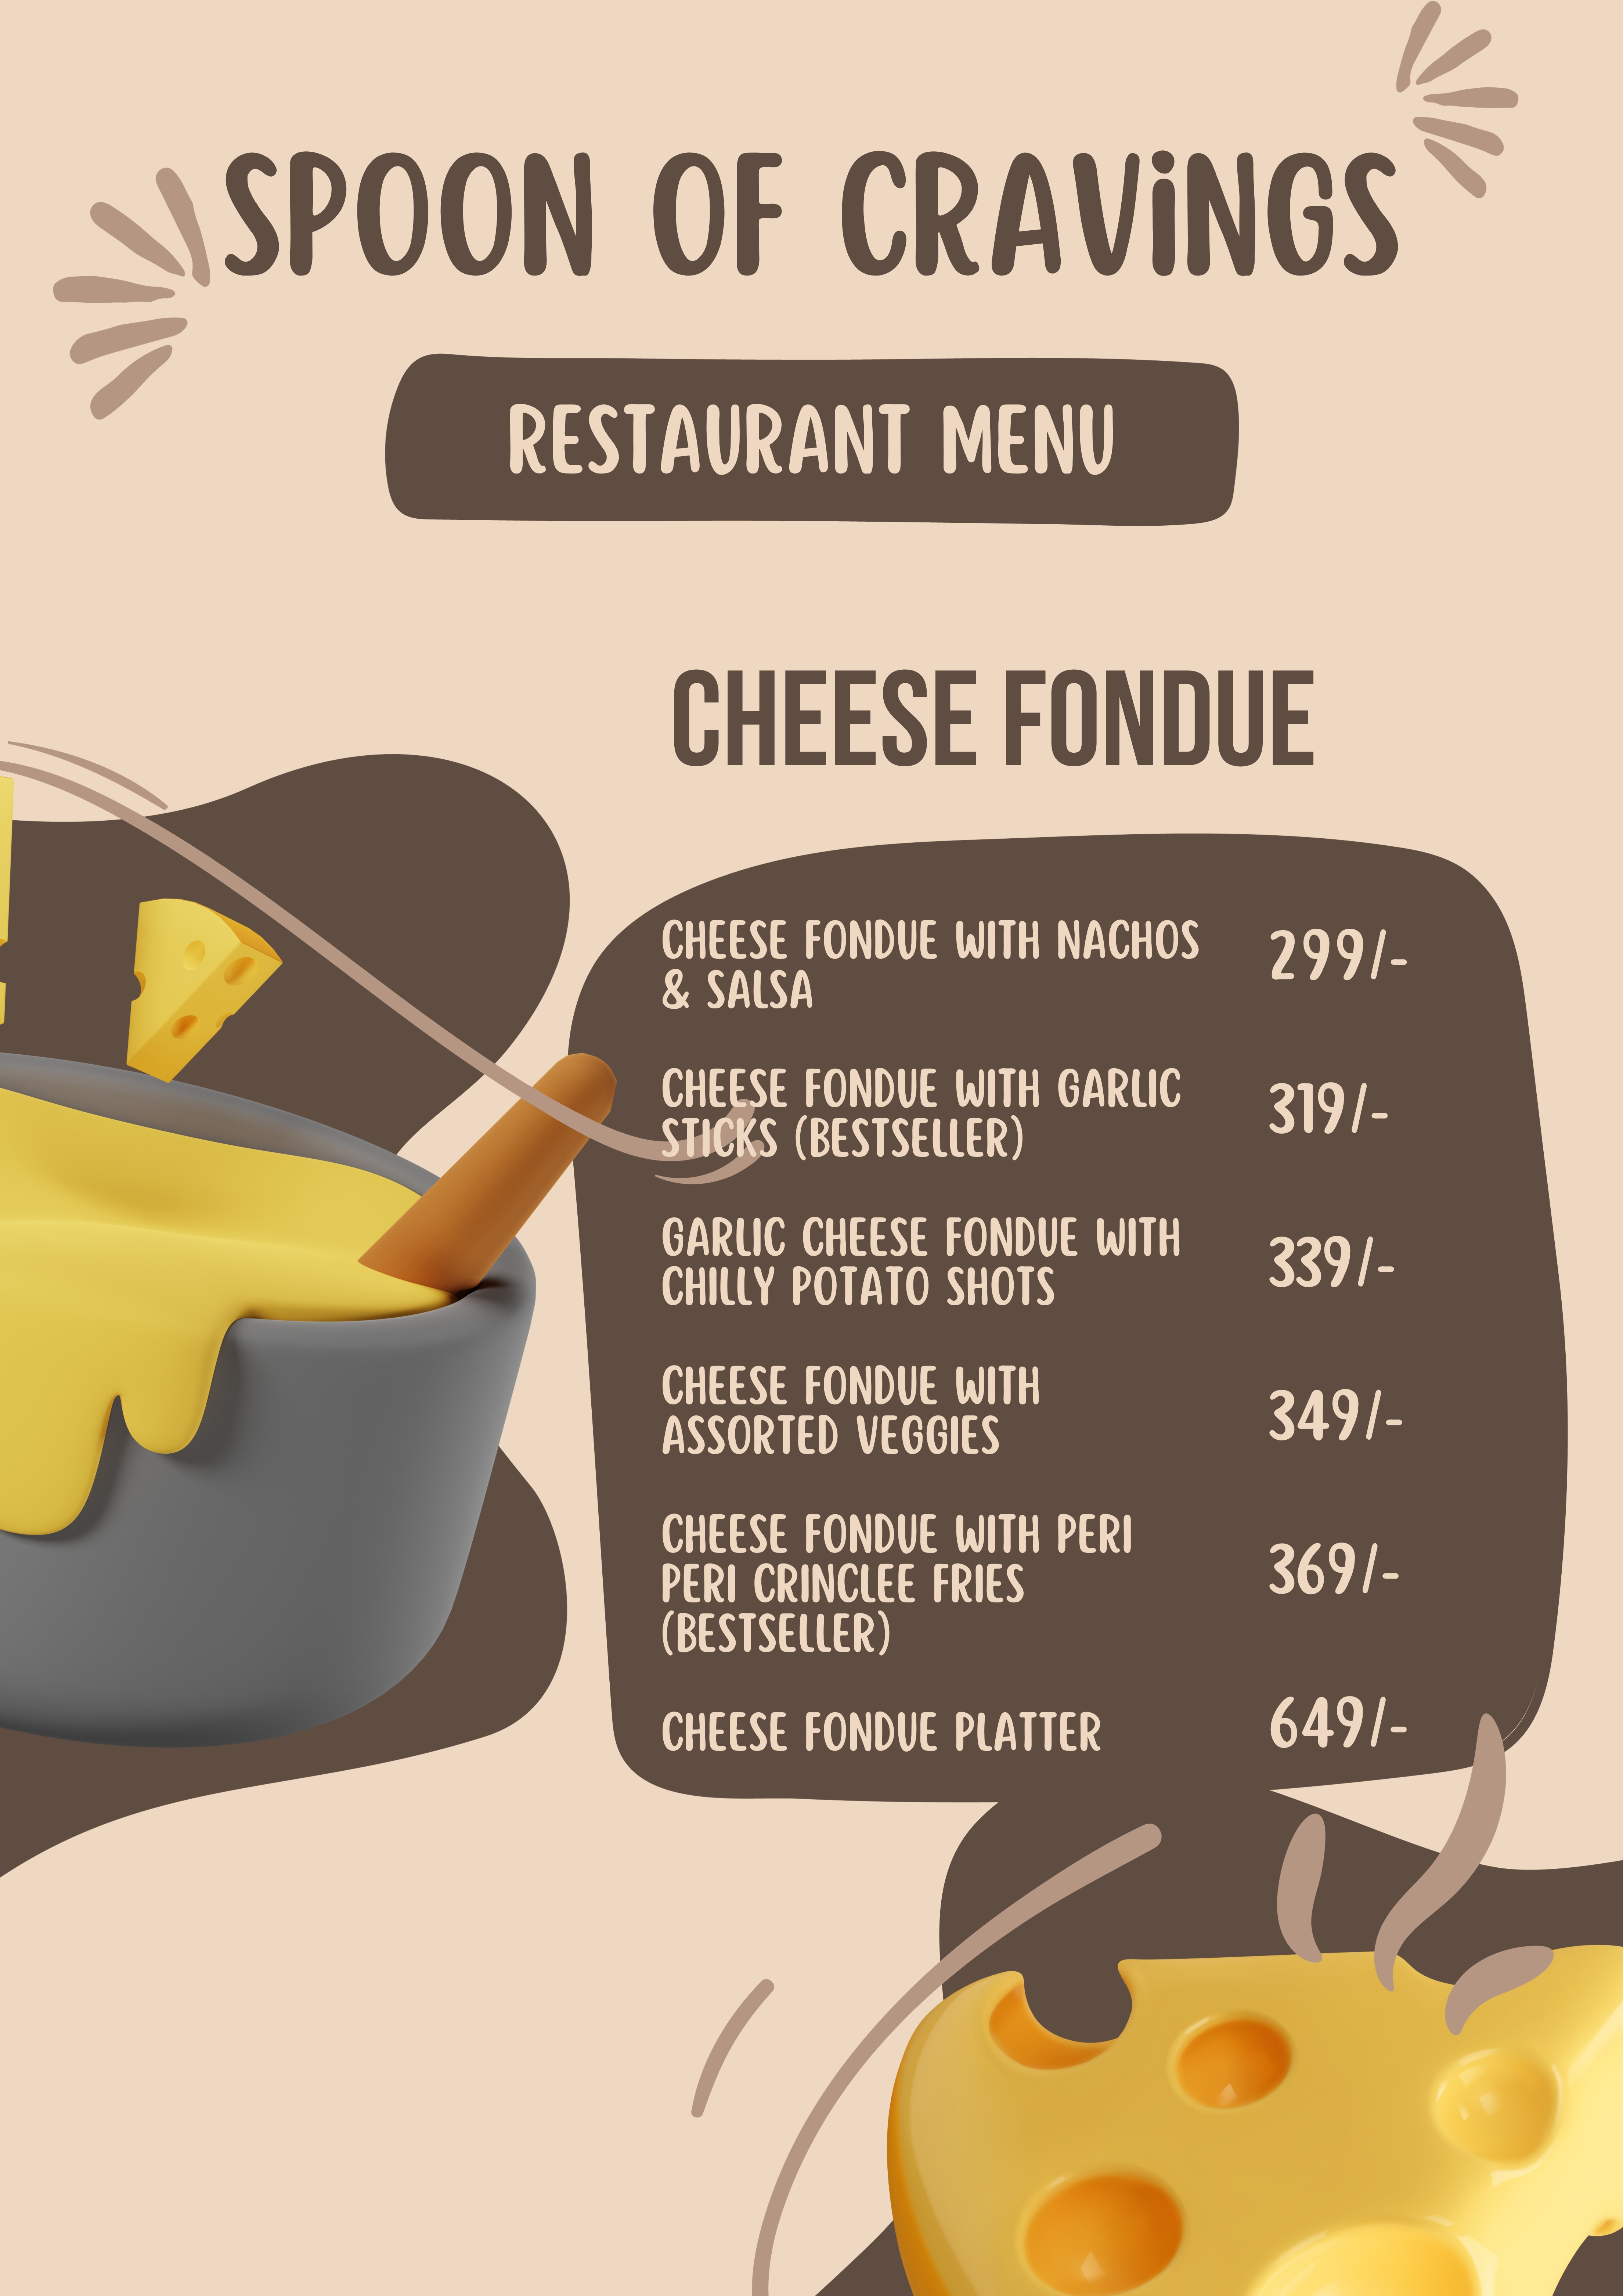 SPOON OF CRAViNGS
RESTAURANT MENU
CHEESE FONDUE
CHEESE FONDUE WITH NACHOS 299/-
& SALSA
CHEESE FONDUE WITH GARLIC 319/-
STICKS (BESTSELLER)
GARLIC CHEESE FONDUE WITH 339/-
CHILLY POTATO SHOTS
CHEESE FONDUE WITH 349/-
ASSORTED VEGGIES
CHEESE FONDUE WITH PERI 369/-
PERI CRINCLEE FRIES
(BESTSELLER)
CHEESE FONDUE PLATTER 649/-